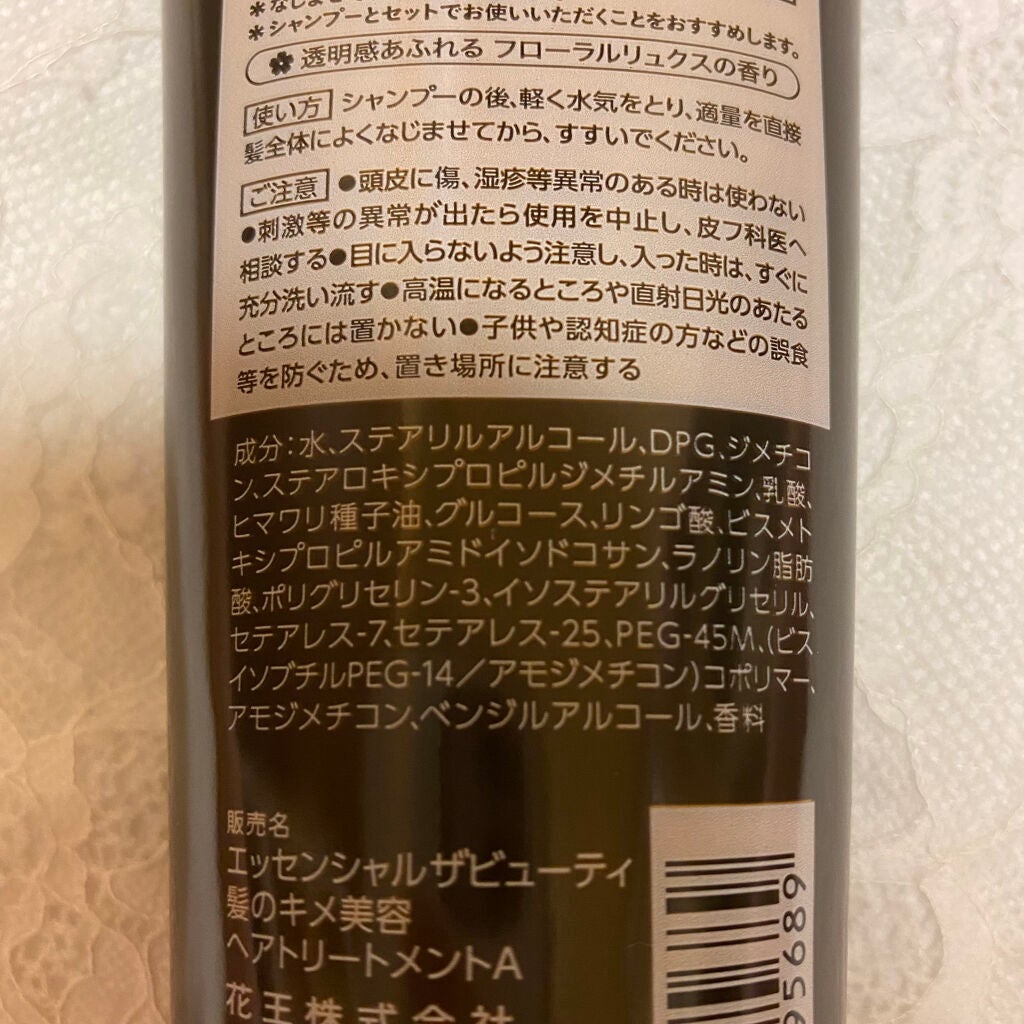 ＊なじませて
＊シャンプーとセットでお使いいただくことをおすすめします。
透明感あふれる フローラルリュクスの香り
使い方 シャンプーの後、軽く水気をとり、適量を直接
髪全体によくなじませてから、すすいでください。
ご注意 ●頭皮に傷、湿疹等異常のある時は使わない
●刺激等の異常が出たら使用を中止し、皮フ科医へ
相談する●目に入らないよう注意し、入った時は、すぐに
充分洗い流す●高温になるところや直射日光のあたる
ところには置かない●子供や認知症の方などの誤食
等を防ぐため、置き場所に注意する
成分：水、ステアリルアルコール、DPG、ジメチコ
ン、ステアロキシプロピルジメチルアミン、乳酸、
ヒマワリ種子油、グルコース、リンゴ酸、ビスメト
キシプロピルアミドイソドコサン、ラノリン脂肪
酸、ポリグリセリン-3、イソステアリルグリセリル、
セテアレス-7、セテアレス-25、PEG-45M、(ビス
イソブチルPEG-14／アモジメチコン)コポリマー、
アモジメチコン、ベンジルアルコール、香料
販売名
エッセンシャルザビューティ
髪のキメ美容
ヘアトリートメントA
花王株式会社
95689